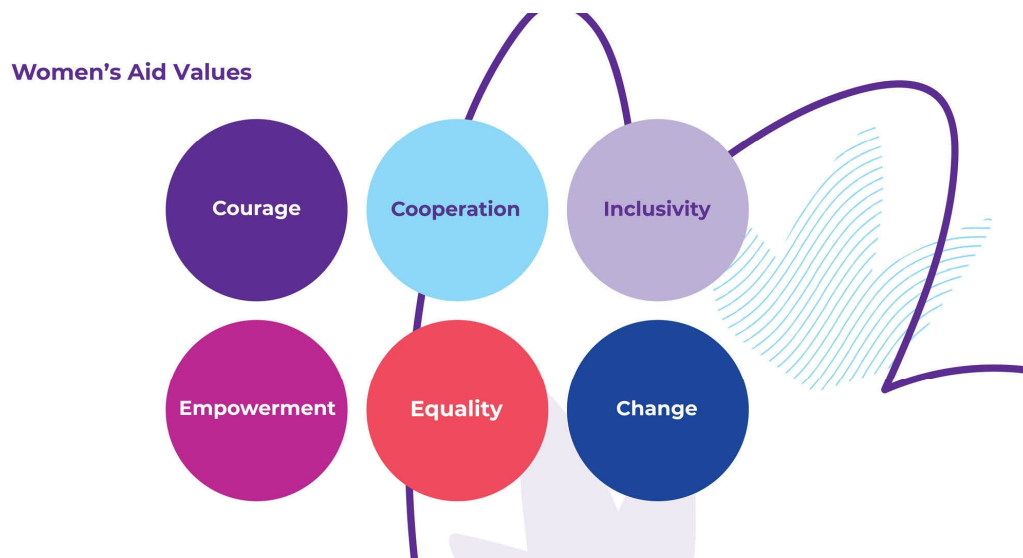 Women’s Aid Values
Courage
Cooperation
Inclusivity
Empowerment
Equality
Change